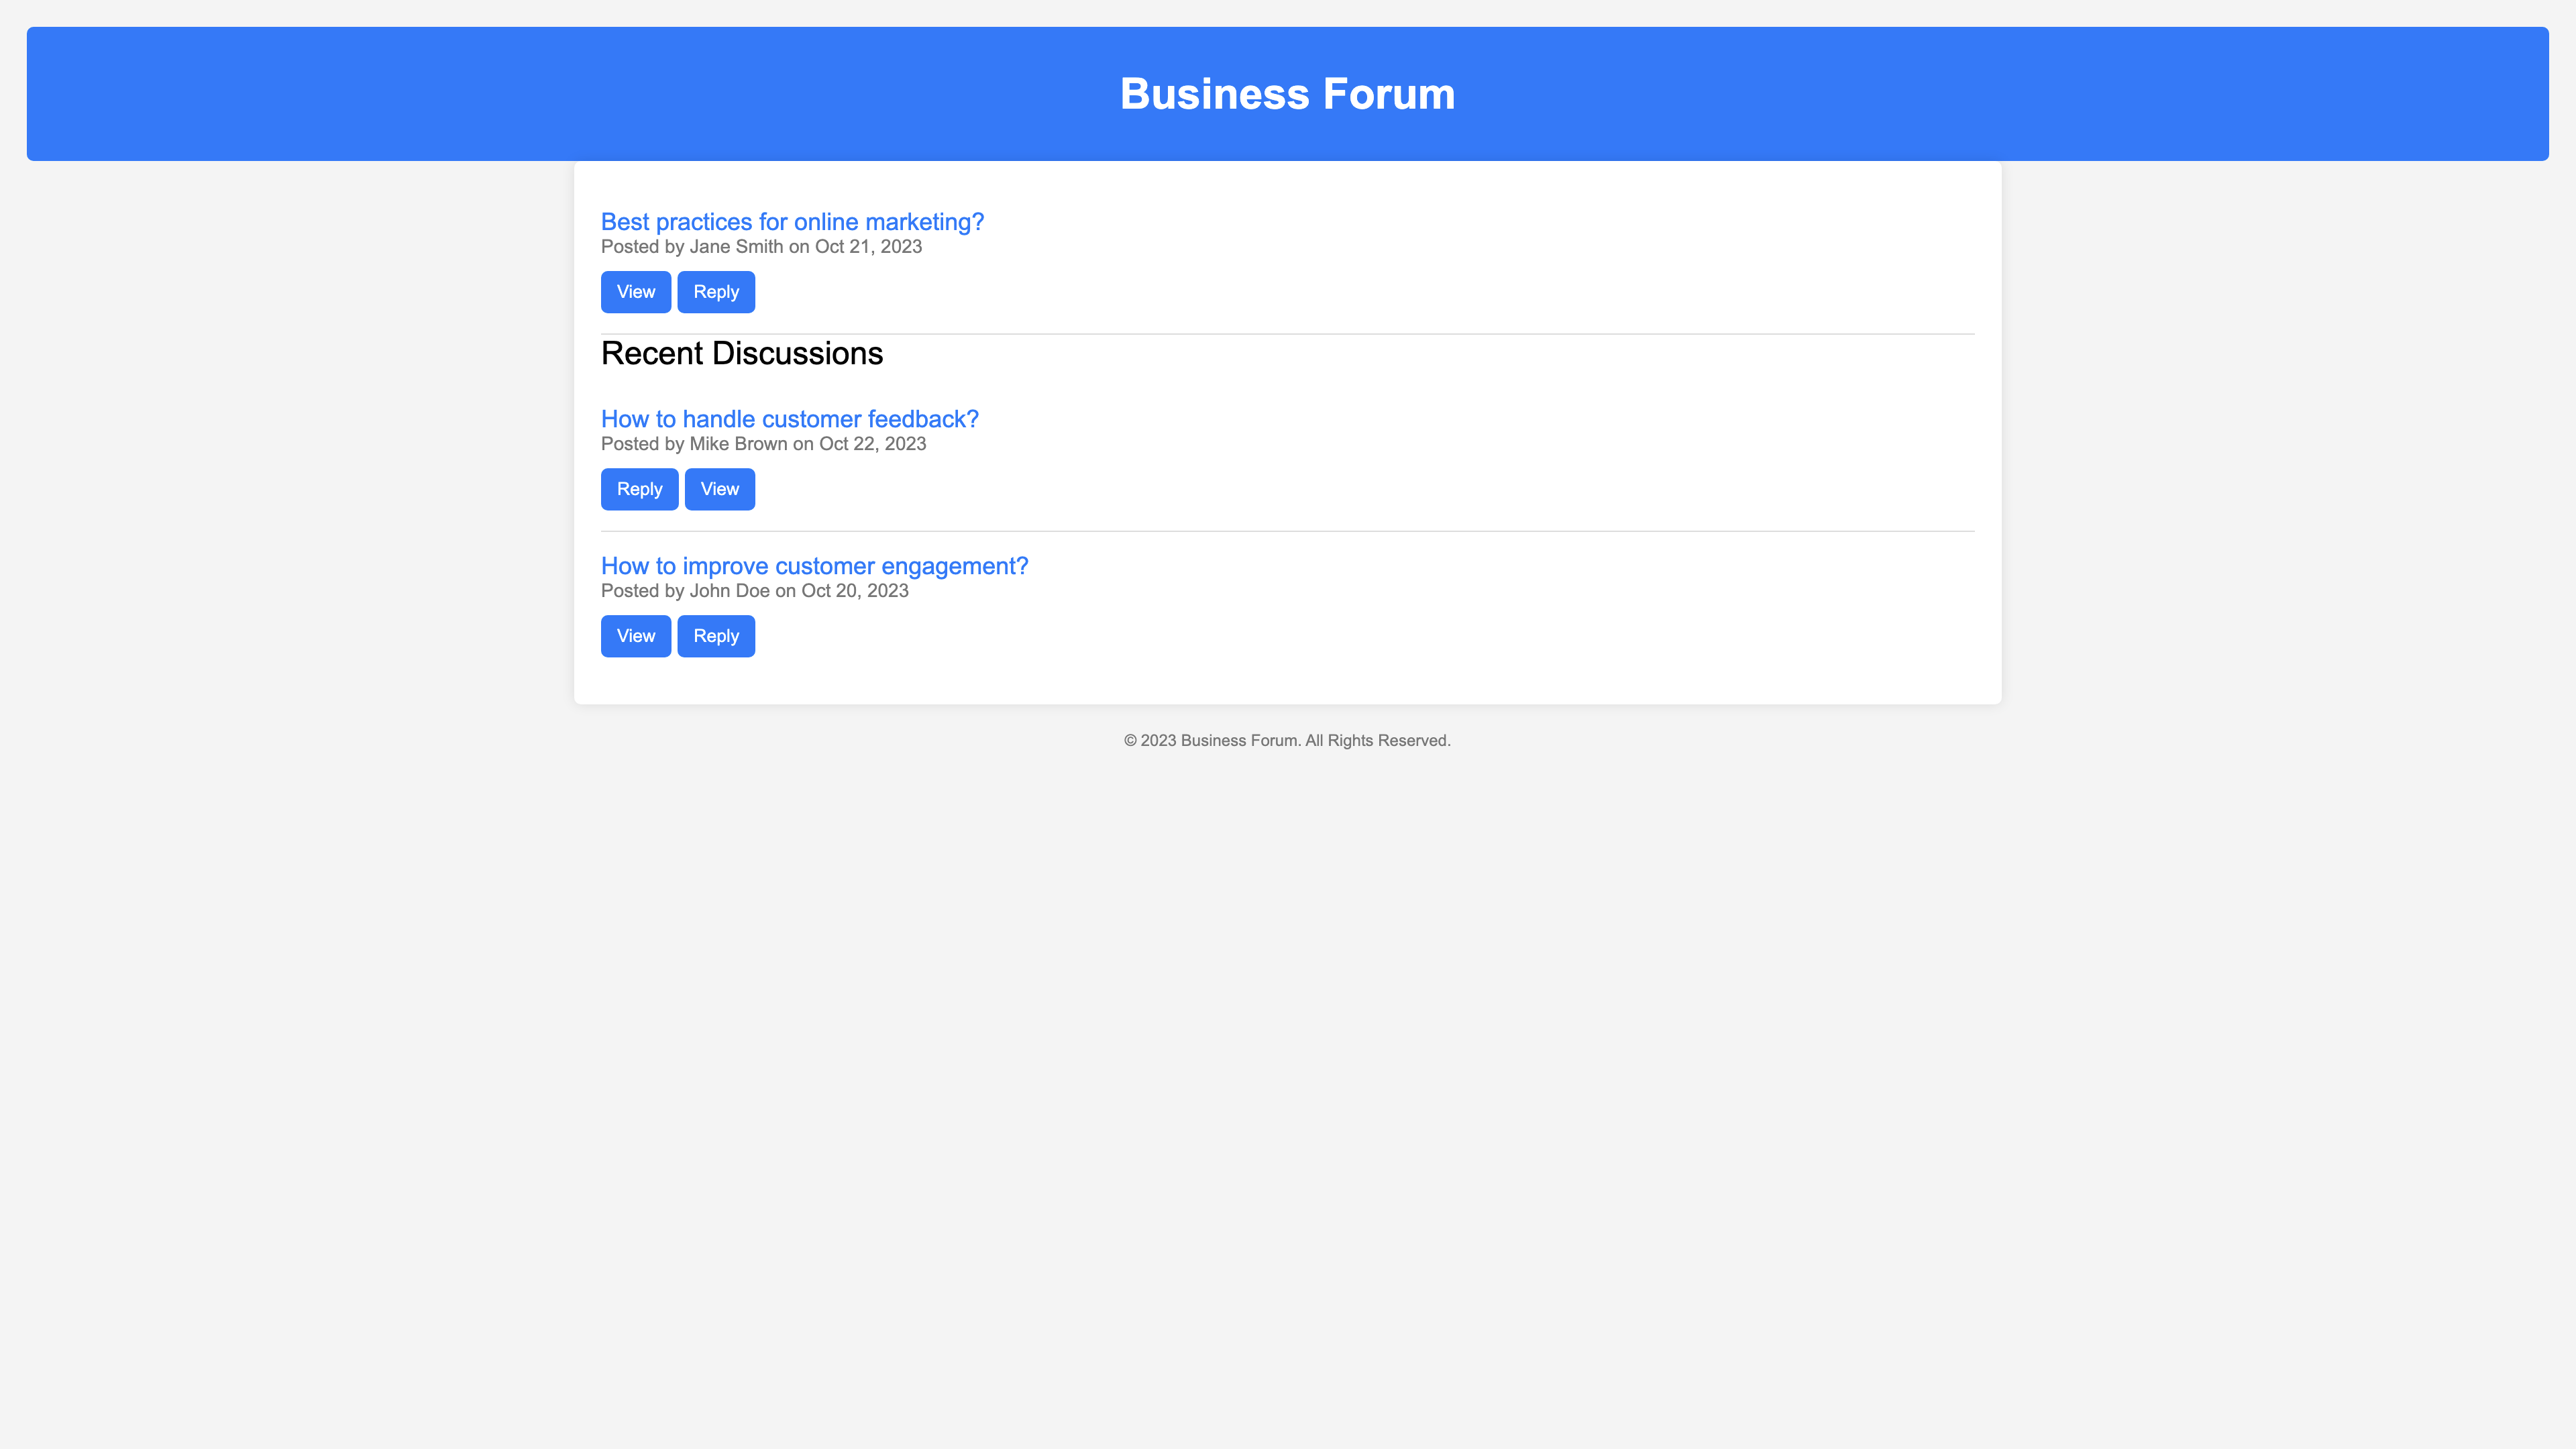 Business Forum
Best practices for online marketing?
Posted by Jane Smith on Oct 21, 2023
View Reply
Recent Discussions
How to handle customer feedback?
Posted by Mike Brown on Oct 22, 2023
Reply View
How to improve customer engagement?
Posted by John Doe on Oct 20, 2023
View Reply
© 2023 Business Forum. All Rights Reserved.